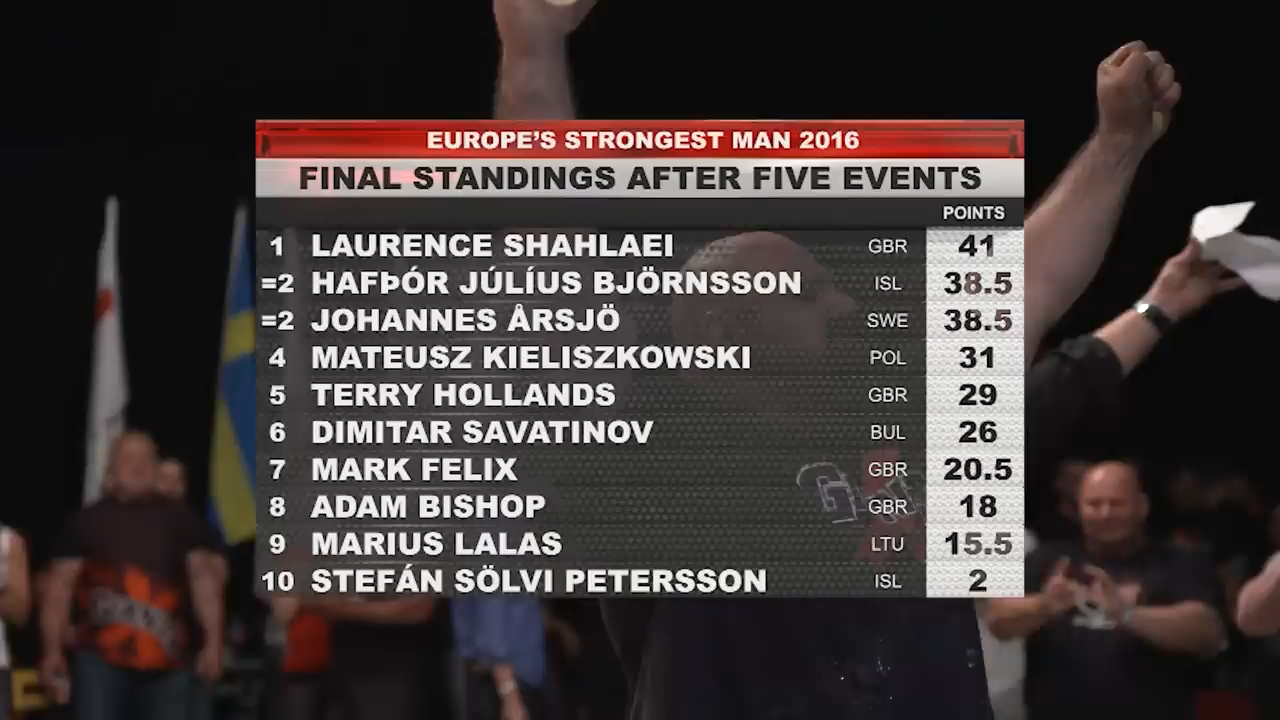 EUROPE'S STRONGEST MAN 2016
FINAL STANDINGS AFTER FIVE EVENTS
POINTS
1 LAURENCE SHAHLAEI GBR 41
=2 HAFÞÓR JÚLÍUS BJÖRNSSON ISL 38.5
=2 JOHANNES ÅRSJÖ SWE 38.5
4 MATEUSZ KIELISZKOWSKI POL 31
5 TERRY HOLLANDS GBR 29
6 DIMITAR SAVATINOV BUL 26
7 MARK FELIX GBR 20.5
8 ADAM BISHOP GBR 18
9 MARIUS LALAS LTU 15.5
10 STEFÁN SÖLVI PETERSSON ISL 2